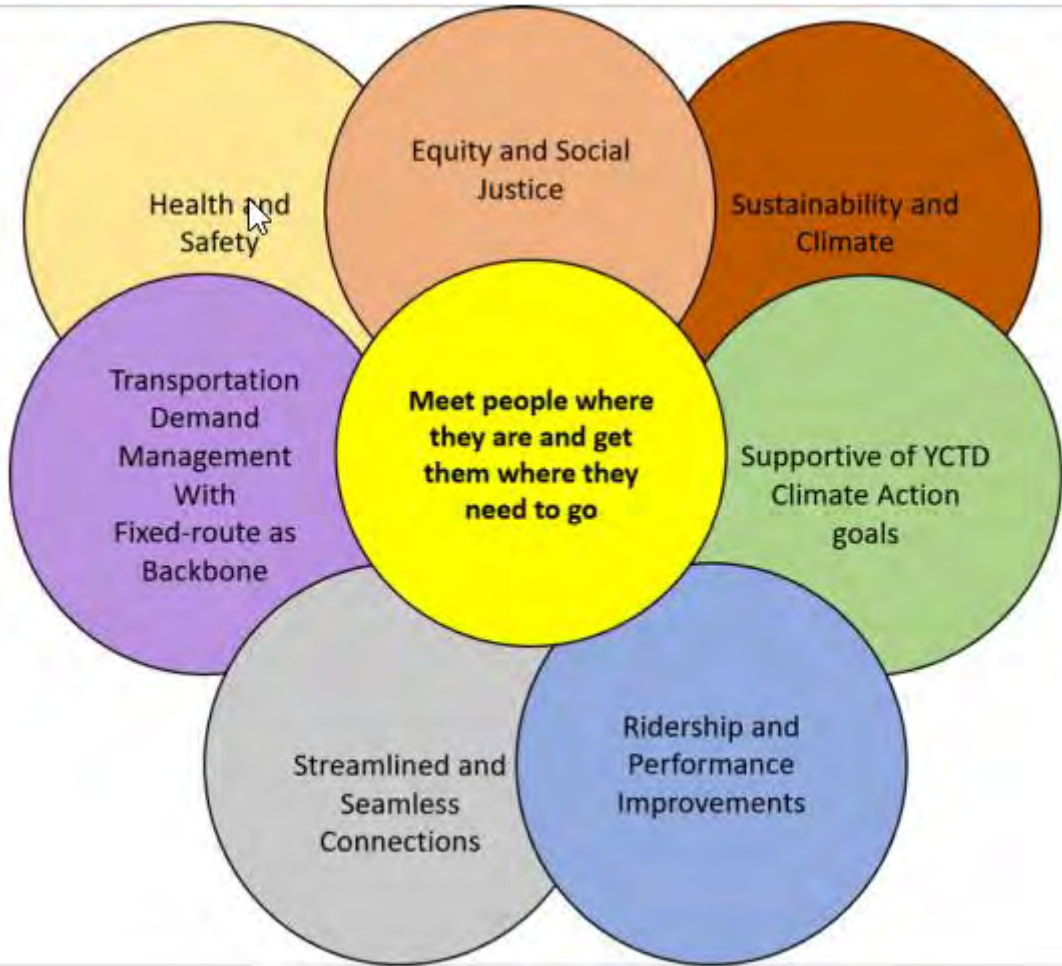 Health and
Safety
Equity and Social
Justice
Sustainability and
Climate
Transportation
Demand
Management
With
Fixed-route as
Backbone
Meet people where
they are and get
them where they
need to go
Supportive of YCTD
Climate Action
goals
Streamlined and
Seamless
Connections
Ridership and
Performance
Improvements